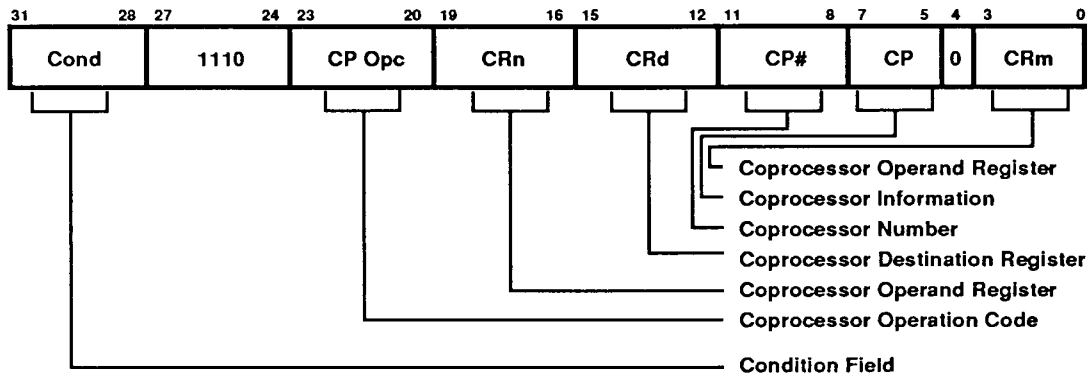 31 28 27 24 23 20 19 16 15 12 11 8 7 5 4 3 0
Cond 1110 CP Opc CRn CRd CP# CP 0 CRm
Coprocessor Operand Register
Coprocessor Information
Coprocessor Number
Coprocessor Destination Register
Coprocessor Operand Register
Coprocessor Operation Code
Condition Field